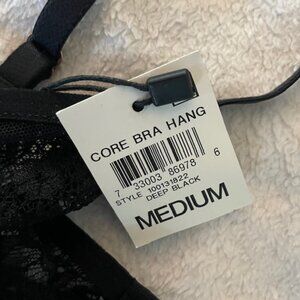 CORE BRA HANG
7 33003 86978 6
STYLE 100131822
DEEP BLACK
MEDIUM